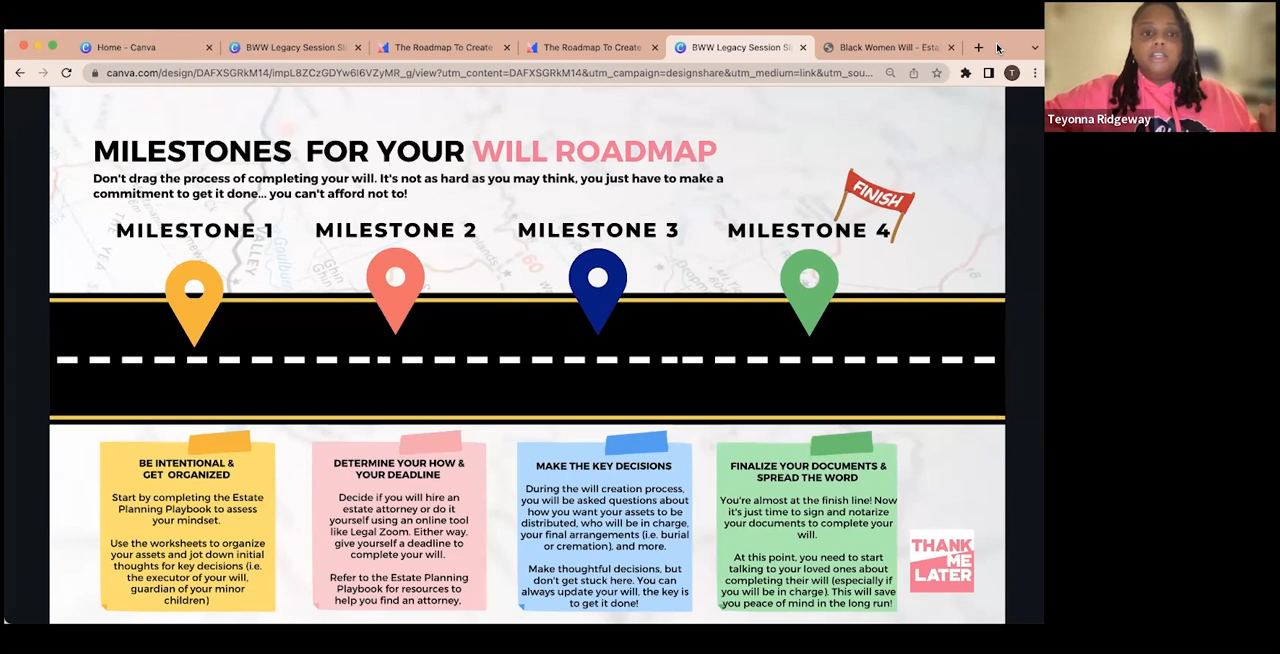 Home - Canva
BWW Legacy Session Sl
The Roadmap To Create
The Roadmap To Create
BWW Legacy Session Sl
Black Women Will - Esta
canva.com/design/DAFXSGRkM14/impL8ZCzGDYw6I6VZyMR_g/view?utm_content=DAFXSGRkM14&utm_campaign=designshare&utm_medium=link&utm_sou...
T
Teyonna Ridgeway
MILESTONES FOR YOUR WILL ROADMAP
Don't drag the process of completing your will. It's not as hard as you may think, you just have to make a
commitment to get it done... you can't afford not to!
FINISH
MILESTONE 1
MILESTONE 2
MILESTONE 3
MILESTONE 4
BE INTENTIONAL &
GET ORGANIZED
Start by completing the Estate
Planning Playbook to assess
your mindset.
Use the worksheets to organize
your assets and jot down initial
thoughts for key decisions (i.e.
the executor of your will,
guardian of your minor
children)
DETERMINE YOUR HOW &
YOUR DEADLINE
Decide if you will hire an
estate attorney or do it
yourself using an online tool
like Legal Zoom. Either way,
give yourself a deadline to
complete your will.
Refer to the Estate Planning
Playbook for resources to
help you find an attorney.
MAKE THE KEY DECISIONS
During the will creation process,
you will be asked questions about
how you want your assets to be
distributed, who will be in charge,
your final arrangements (i.e. burial
or cremation), and more.
Make thoughtful decisions, but
don't get stuck here. You can
always update your will, the key is
to get it done!
FINALIZE YOUR DOCUMENTS &
SPREAD THE WORD
You're almost at the finish line! Now
it's just time to sign and notarize
your documents to complete your
will.
At this point, you need to start
talking to your loved ones about
completing their will (especially if
you will be in charge). This will save
you peace of mind in the long run!
THANK
ME
LATER